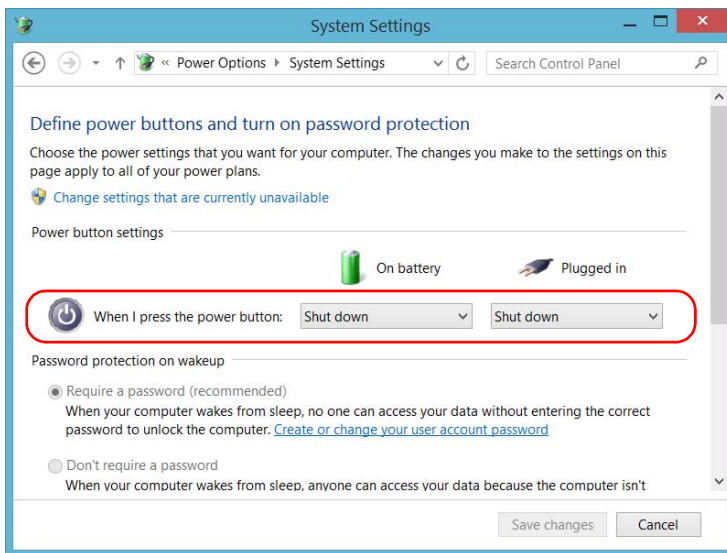 System Settings
« Power Options System Settings Search Control Panel
Define power buttons and turn on password protection
Choose the power settings that you want for your computer. The changes you make to the settings on this
page apply to all of your power plans.
Change settings that are currently unavailable
Power button settings
On battery Plugged in
When I press the power button: Shut down Shut down
Password protection on wakeup
Require a password (recommended)
When your computer wakes from sleep, no one can access your data without entering the correct
password to unlock the computer. Create or change your user account password
Don't require a password
When your computer wakes from sleep, anyone can access your data because the computer isn't
Save changes Cancel